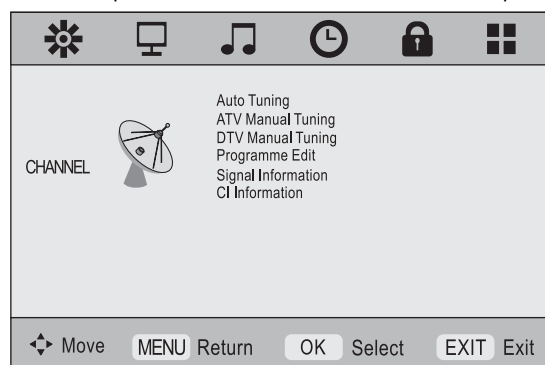 CHANNEL
Auto Tuning
ATV Manual Tuning
DTV Manual Tuning
Programme Edit
Signal Information
CI Information
Move MENU Return OK Select EXIT Exit